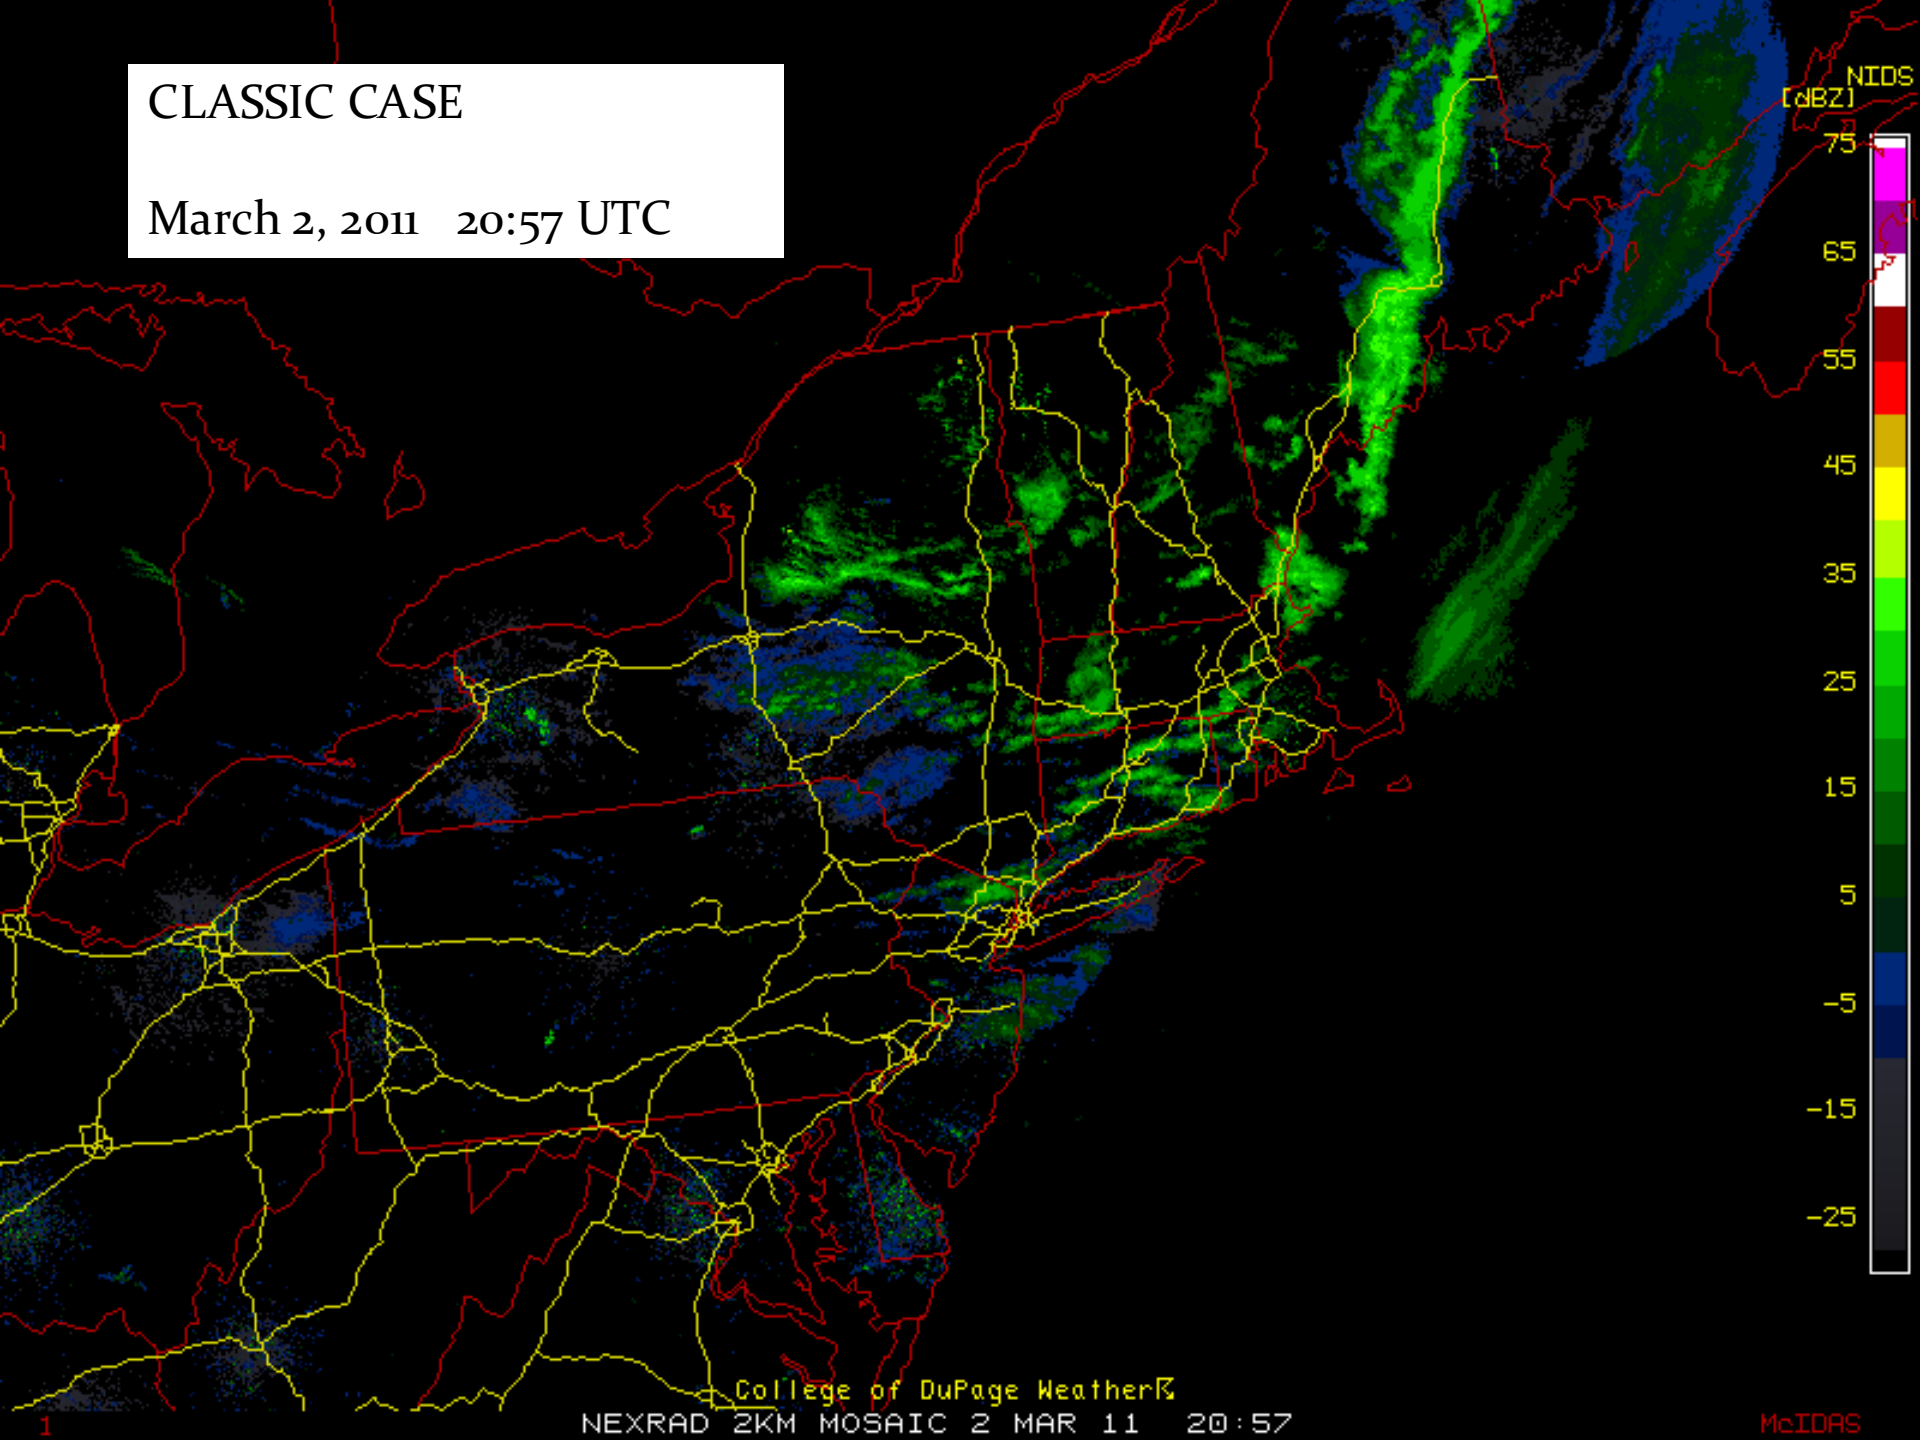 CLASSIC CASE
March 2, 2011 20:57 UTC
NIDS
[dBZ]
75
65
55
45
35
25
15
5
-5
-15
-25
College of DuPage Weather
1
NEXRAD 2KM MOSAIC 2 MAR 11 20:57
McIDAS